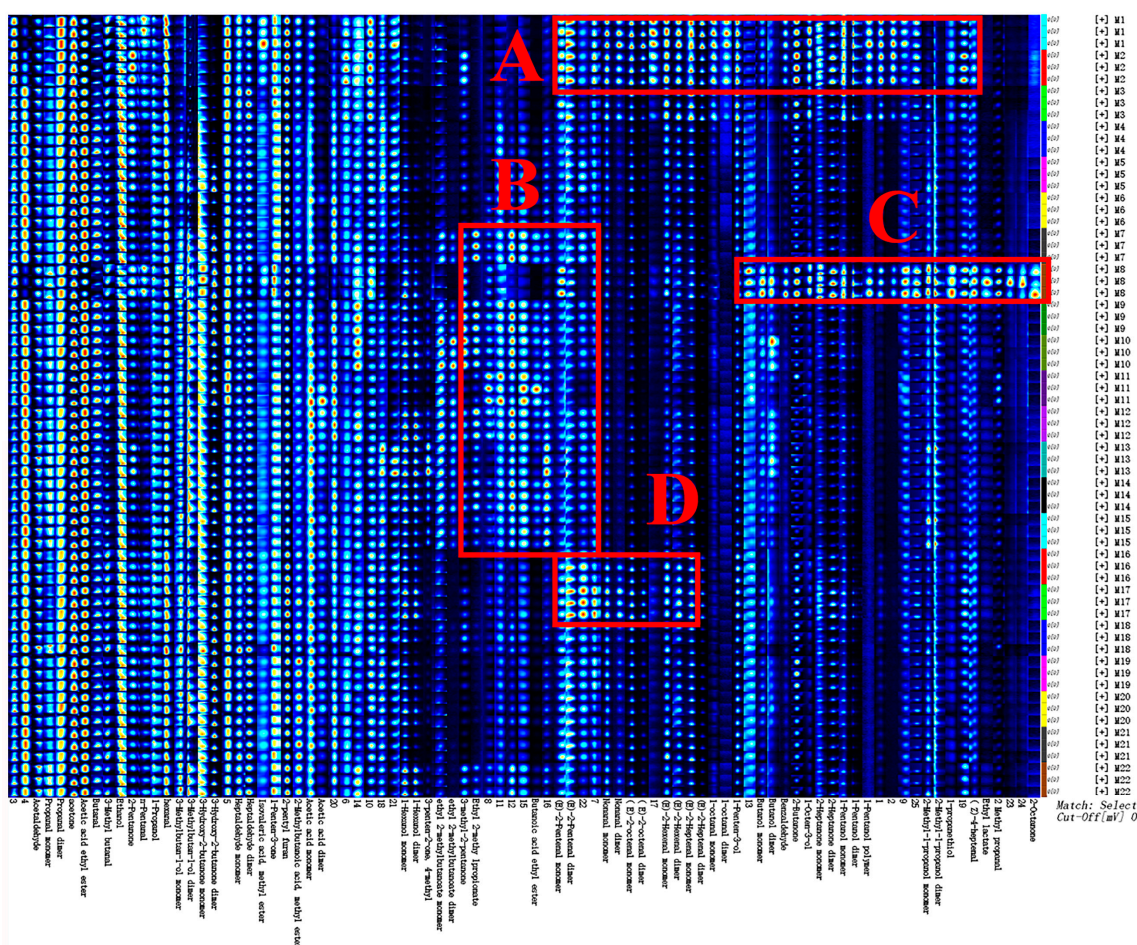 A
B
C
D
[+] M1
[+] M1
[+] M1
[+] M2
[+] M2
[+] M2
[+] M3
[+] M3
[+] M3
[+] M4
[+] M4
[+] M4
[+] M5
[+] M5
[+] M5
[+] M6
[+] M6
[+] M6
[+] M7
[+] M7
[+] M7
[+] M8
[+] M8
[+] M8
[+] M9
[+] M9
[+] M9
[+] M10
[+] M10
[+] M10
[+] M11
[+] M11
[+] M11
[+] M12
[+] M12
[+] M12
[+] M13
[+] M13
[+] M13
[+] M14
[+] M14
[+] M14
[+] M15
[+] M15
[+] M15
[+] M16
[+] M16
[+] M16
[+] M17
[+] M17
[+] M17
[+] M18
[+] M18
[+] M18
[+] M19
[+] M19
[+] M19
[+] M20
[+] M20
[+] M20
[+] M21
[+] M21
[+] M21
[+] M22
[+] M22
[+] M22
Match: Select
Cut-Off[mV] 0
3
4
Acetaldehyde
Propanal monomer
Propanal dimer
acetone
Acetic acid ethyl ester
Butanal
3-Methyl butanal
Ethanol
2-Pentanone
n-Pentanal
1-Propanol
hexanal
3-Methylbutan-1-ol monomer
3-Methylbutan-1-ol dimer
3-Hydroxy-2-butanone monomer
3-Hydroxy-2-butanone dimer
5
Heptaldehyde monomer
Heptaldehyde dimer
Isovaleric acid, methyl ester
1-Penten-3-one
2-pentyl furan
2-Methylbutanoic acid, methyl ester
Acetic acid monomer
Acetic acid dimer
20
6
14
10
18
21
1-Hexanol monomer
1-Hexanol dimer
3-penten-2-one, 4-methyl
ethyl 2-methylbutanoate monomer
ethyl 2-methylbutanoate dimer
3-methyl-2-pentanone
Ethyl 2-methylpropionate
8
11
12
15
Butanoic acid ethyl ester
16
(E)-2-Pentenal monomer
(E)-2-Pentenal dimer
22
7
Nonanal monomer
Nonanal dimer
(E)-2-octenal monomer
(E)-2-octenal dimer
17
(E)-2-Hexenal monomer
(E)-2-Hexenal dimer
(E)-2-Heptenal monomer
(E)-2-Heptenal dimer
1-octanal monomer
1-octanal dimer
1-Penten-3-ol
13
Butanol monomer
Butanol dimer
Benzaldehyde
2-Butanone
1-Octen-3-ol
2-Heptanone monomer
2-Heptanone dimer
1-Pentanol monomer
1-Pentanol dimer
1-Pentanol polymer
1
2
9
25
2-Methyl-1-propanol monomer
2-Methyl-1-propanol dimer
1-propanethiol
19
(Z)-4-heptenal
Ethyl lactate
2-Methyl propanal
23
24
2-Octanone